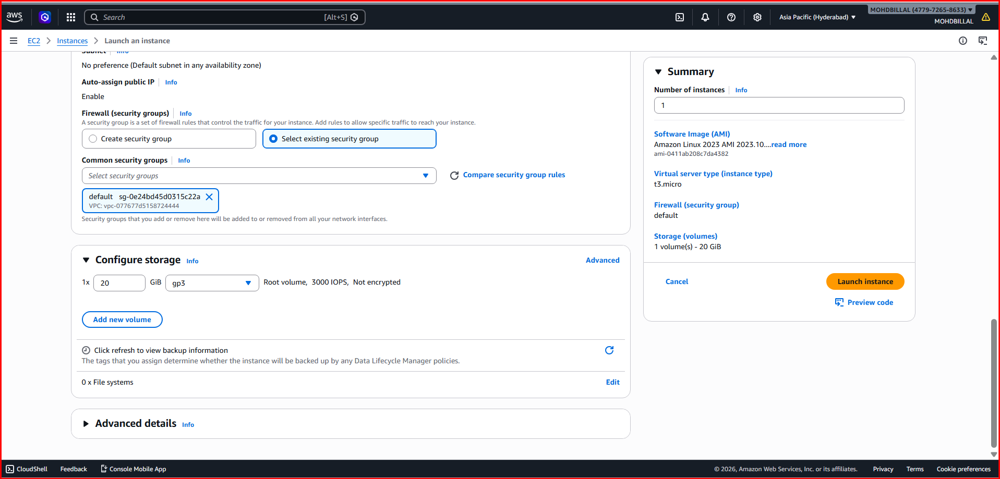 aws
Search [Alt+S]
Asia Pacific (Hyderabad)
MOHDBILLAL (4779-7265-8633)
MOHDBILLAL
EC2 Instances Launch an instance
Subnet Info
No preference (Default subnet in any availability zone)
Auto-assign public IP Info
Enable
Firewall (security groups) Info
A security group is a set of firewall rules that control the traffic for your instance. Add rules to allow specific traffic to reach your instance.
Create security group
Select existing security group
Common security groups Info
Select security groups
Compare security group rules
default sg-0e24bd45d0315c22a
VPC: vpc-077677d5158724444
Security groups that you add or remove here will be added to or removed from all your network interfaces.
Configure storage Info
Advanced
1x 20 GiB gp3 Root volume, 3000 IOPS, Not encrypted
Add new volume
Click refresh to view backup information
The tags that you assign determine whether the instance will be backed up by any Data Lifecycle Manager policies.
0 x File systems
Edit
Advanced details Info
Summary
Number of instances Info
1
Software Image (AMI)
Amazon Linux 2023 AMI 2023.10....read more
ami-0411ab208c7da4382
Virtual server type (instance type)
t3.micro
Firewall (security group)
default
Storage (volumes)
1 volume(s) - 20 GiB
Cancel
Launch instance
Preview code
CloudShell Feedback Console Mobile App
© 2026, Amazon Web Services, Inc. or its affiliates. Privacy Terms Cookie preferences